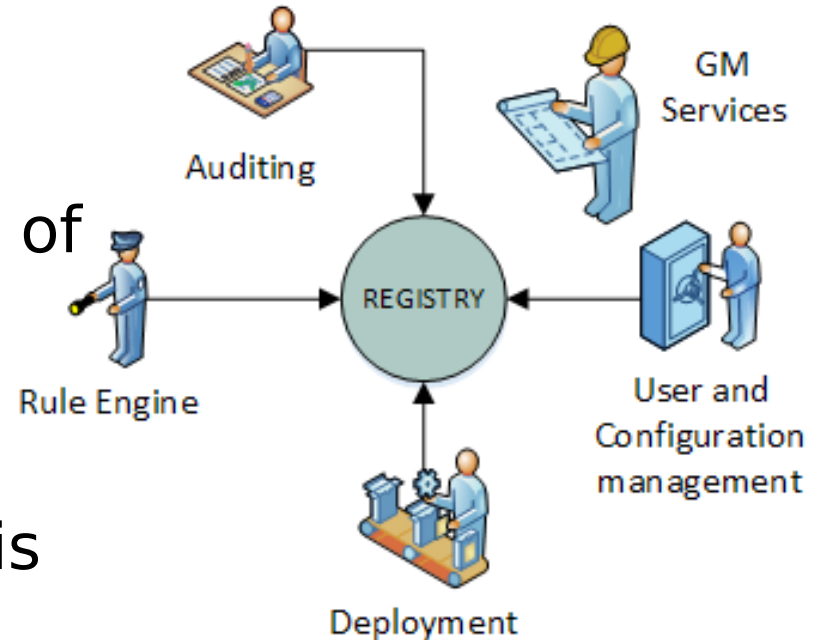 GM
Services
Auditing
of
REGISTRY
Rule Engine
User and
Configuration
management
is
Deployment